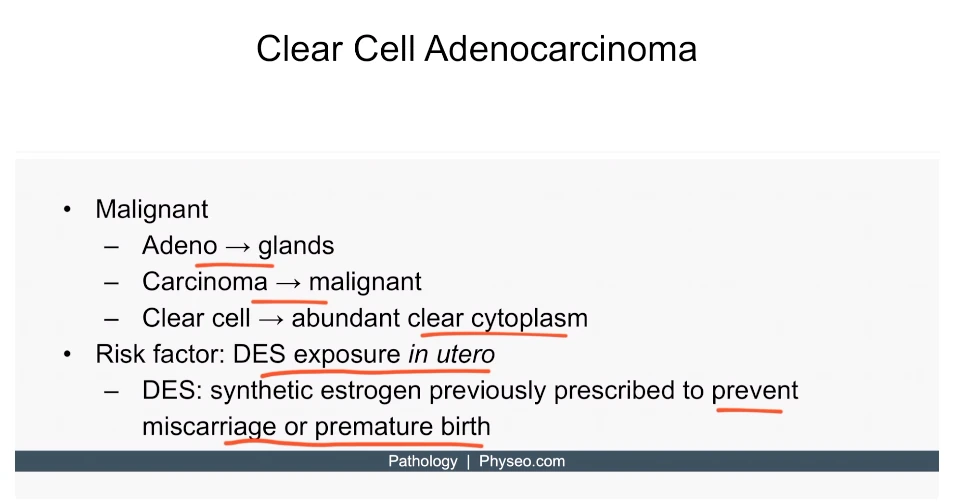 Clear Cell Adenocarcinoma
• Malignant
– Adeno → glands
– Carcinoma → malignant
– Clear cell → abundant clear cytoplasm
• Risk factor: DES exposure in utero
– DES: synthetic estrogen previously prescribed to prevent
miscarriage or premature birth
Pathology | Physeo.com